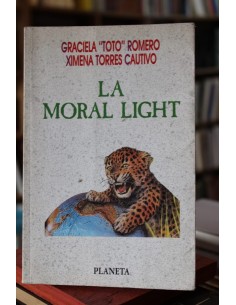 GRACIELA "TOTO" ROMERO
XIMENA TORRES CAUTIVO
LA
MORAL LIGHT
PLANETA